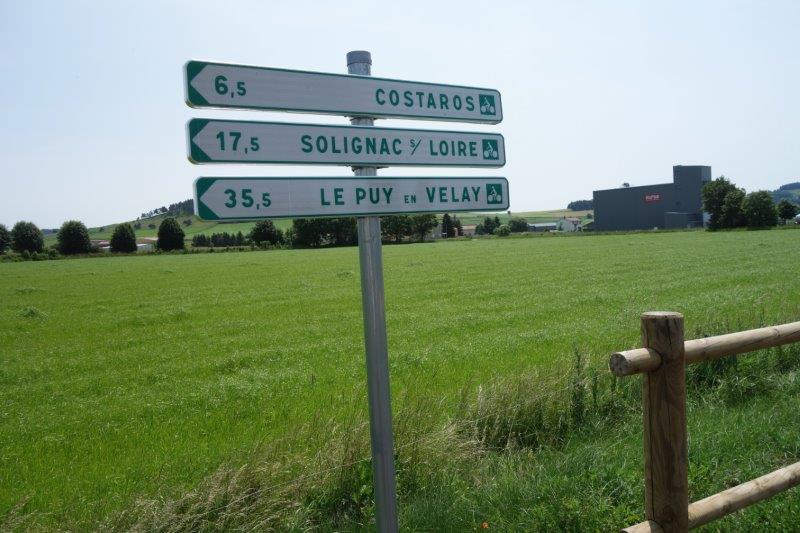 6,5 COSTAROS
17,5 SOLIGNAC s/ LOIRE
35,5 LE PUY EN VELAY